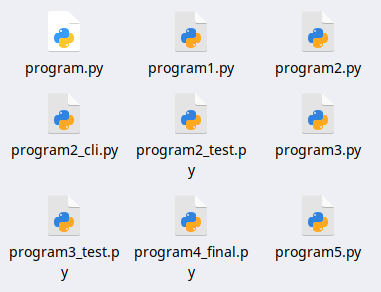 program.py program1.py program2.py
program2_cli.py program2_test.p program3.py
y
program3_test.p program4_final.p program5.py
y y